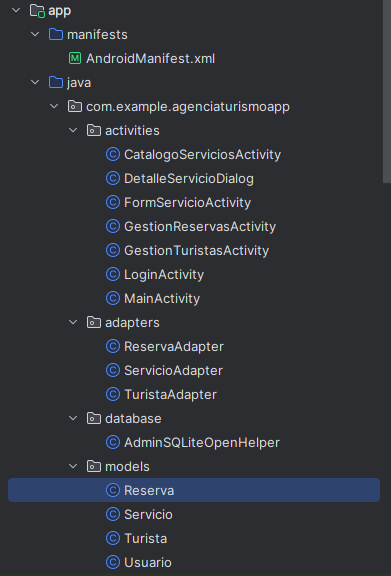 app
manifests
AndroidManifest.xml
java
com.example.agenciaturismoapp
activities
CatalogoServiciosActivity
DetalleServicioDialog
FormServicioActivity
GestionReservasActivity
GestionTuristasActivity
LoginActivity
MainActivity
adapters
ReservaAdapter
ServicioAdapter
TuristaAdapter
database
AdminSQLiteOpenHelper
models
Reserva
Servicio
Turista
Usuario